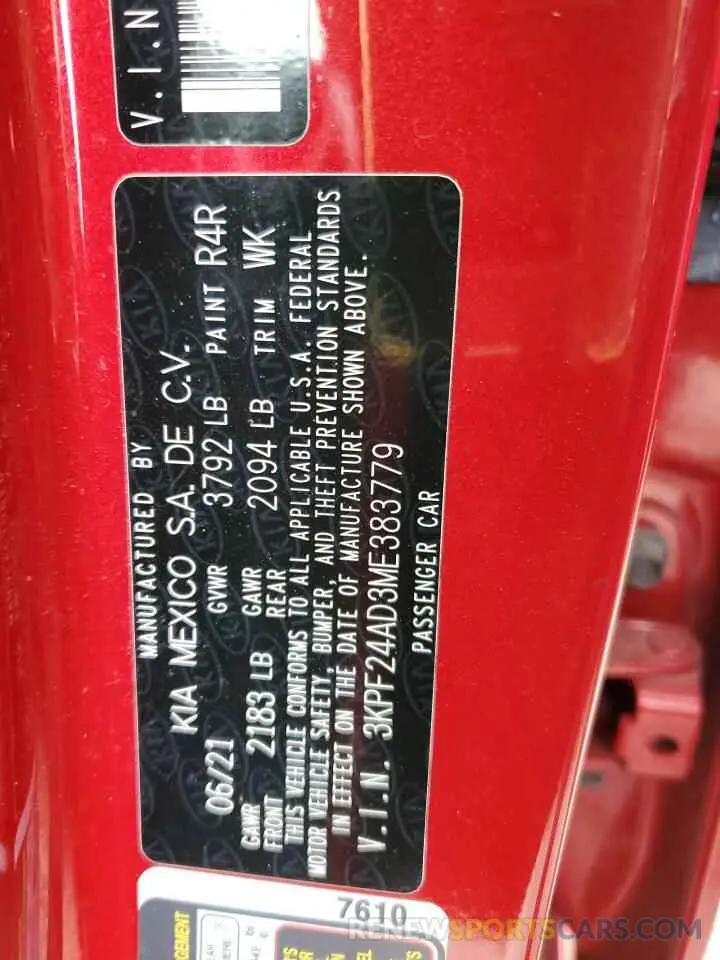 V.I.N
MANUFACTURED BY
KIA MEXICO S.A. DE C.V.
06/21 GVWR 3792 LB PAINT R4R
GAWR FRONT 2183 LB GAWR REAR 2094 LB TRIM WK
THIS VEHICLE CONFORMS TO ALL APPLICABLE U.S.A. FEDERAL
MOTOR VEHICLE SAFETY, BUMPER, AND THEFT PREVENTION STANDARDS
IN EFFECT ON THE DATE OF MANUFACTURE SHOWN ABOVE.
V.I.N. 3KPF24AD3ME383779
PASSENGER CAR
7610
RENEWSPORTSCARS.COM